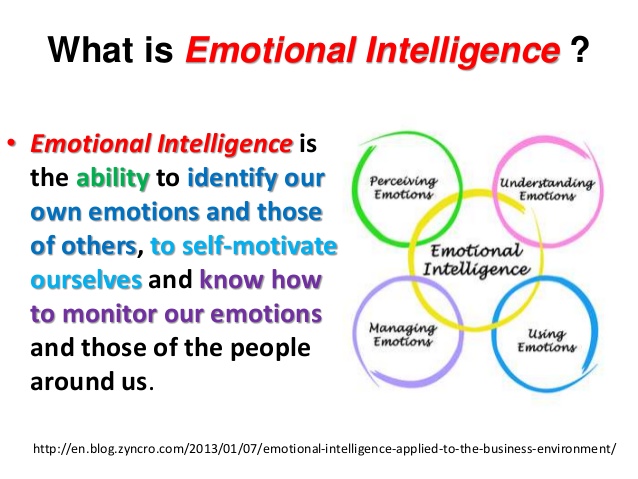 What is Emotional Intelligence ?
• Emotional Intelligence is
the ability to identify our
own emotions and those
of others, to self-motivate
ourselves and know how
to monitor our emotions
and those of the people
around us.
Perceiving
Emotions
Understanding
Emotions
Emotional
Intelligence
Managing
Emotions
Using
Emotions
http://en.blog.zyncro.com/2013/01/07/emotional-intelligence-applied-to-the-business-environment/